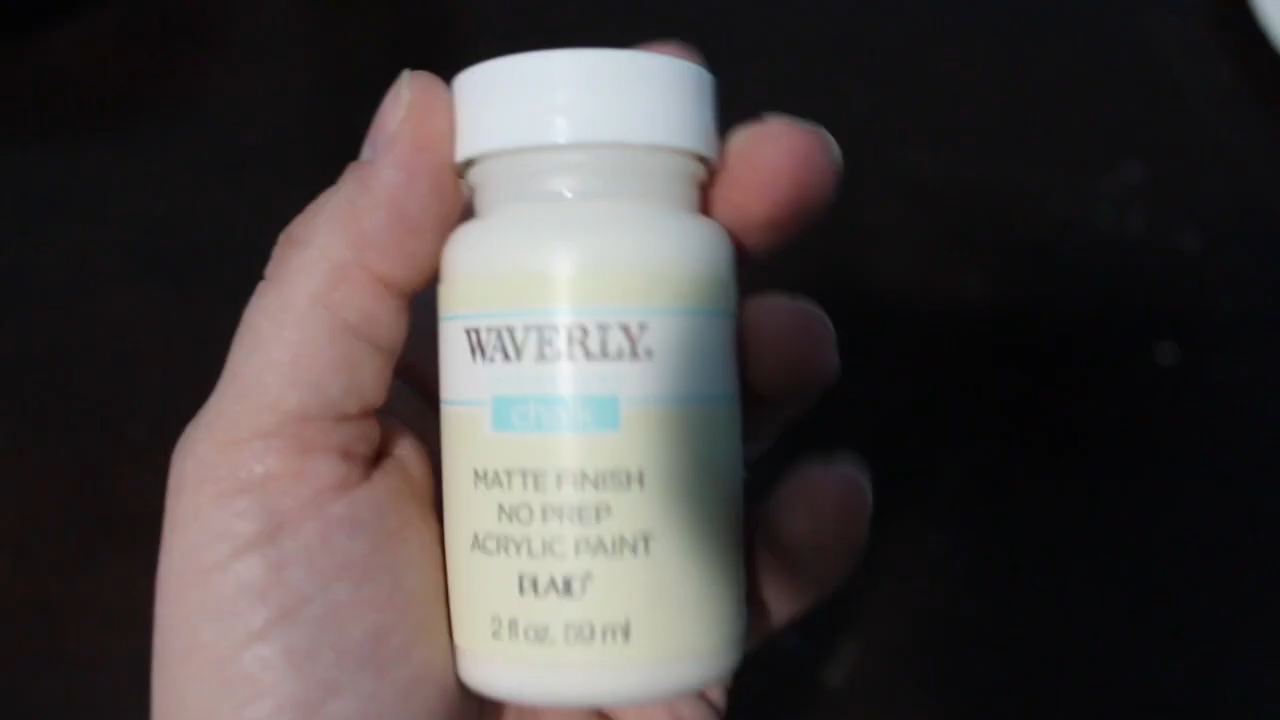 WAVERLY®
chalk
MATTE FINISH
NO PREP
ACRYLIC PAINT
PLAID®
2 fl oz, 59 ml